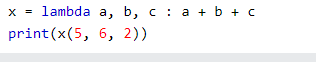 x = lambda a, b, c : a + b + c
print(x(5, 6, 2))